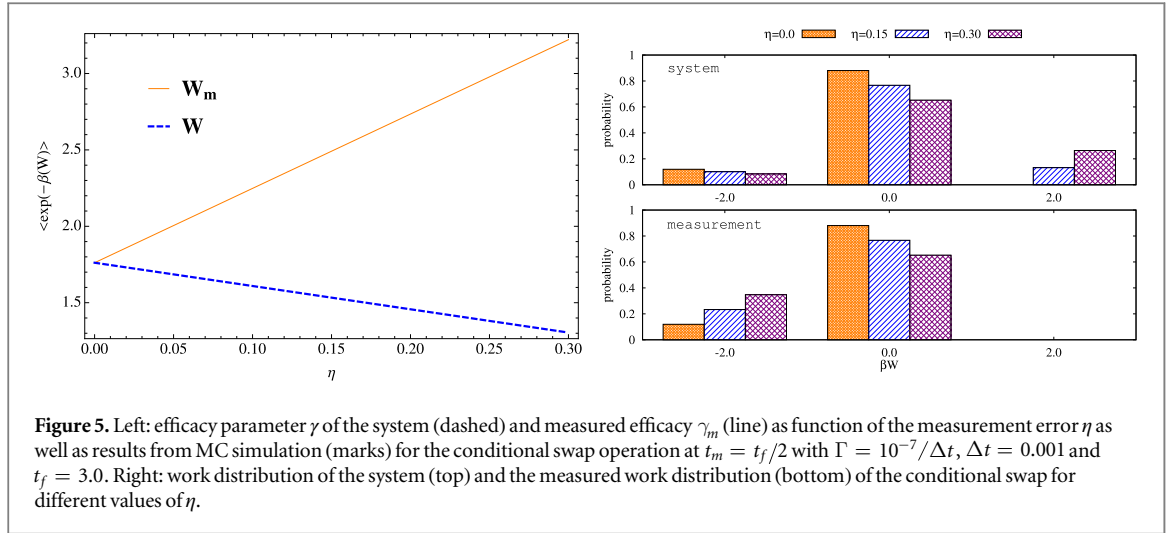 <exp(−β(W)>
3.0
2.5
2.0
1.5
W_m
W
0.00 0.05 0.10 0.15 0.20 0.25 0.30
η
η=0.0 η=0.15 η=0.30
probability
1
0.8
0.6
0.4
0.2
0
system
-2.0 0.0 2.0
probability
1
0.8
0.6
0.4
0.2
0
measurement
-2.0 0.0 2.0
βW
Figure 5. Left: efficacy parameter γ of the system (dashed) and measured efficacy γ_m (line) as function of the measurement error η as
well as results from MC simulation (marks) for the conditional swap operation at t_m = t_f/2 with Γ = 10⁻⁷/Δt, Δt = 0.001 and
t_f = 3.0. Right: work distribution of the system (top) and the measured work distribution (bottom) of the conditional swap for
different values of η.